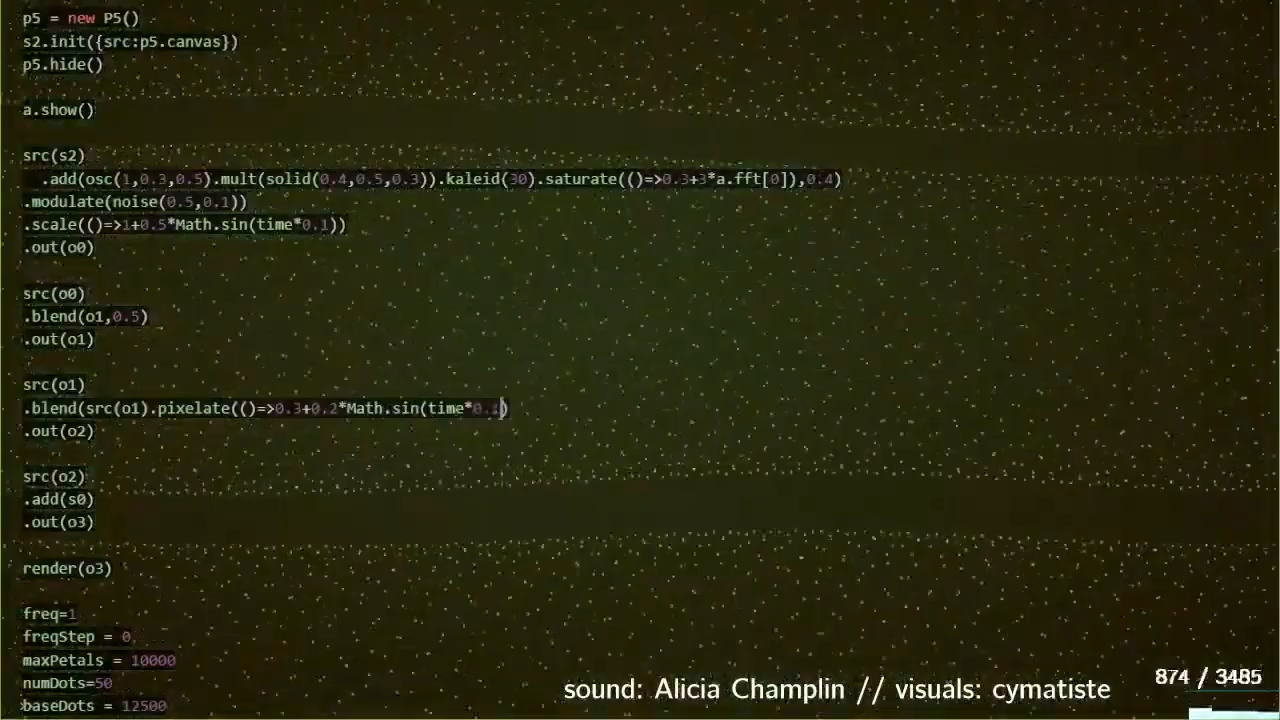 p5 = new P5()
s2.init({src:p5.canvas})
p5.hide()
a.show()
src(s2)
.add(osc(1,0.3,0.5).mult(solid(0.4,0.5,0.3)).kaleid(30).saturate(()=>0.3+3*a.fft[0]),0.4)
.modulate(noise(0.5,0.1))
.scale(()=>1+0.5*Math.sin(time*0.1))
.out(o0)
src(o0)
.blend(o1,0.5)
.out(o1)
src(o1)
.blend(src(o1).pixelate(()=>0.3+0.2*Math.sin(time*0.1)
.out(o2)
src(o2)
.add(s0)
.out(o3)
render(o3)
freq=1
freqStep = 0
maxPetals = 10000
numDots=50
baseDots = 12500
sound: Alicia Champlin // visuals: cymatiste
874 / 3485